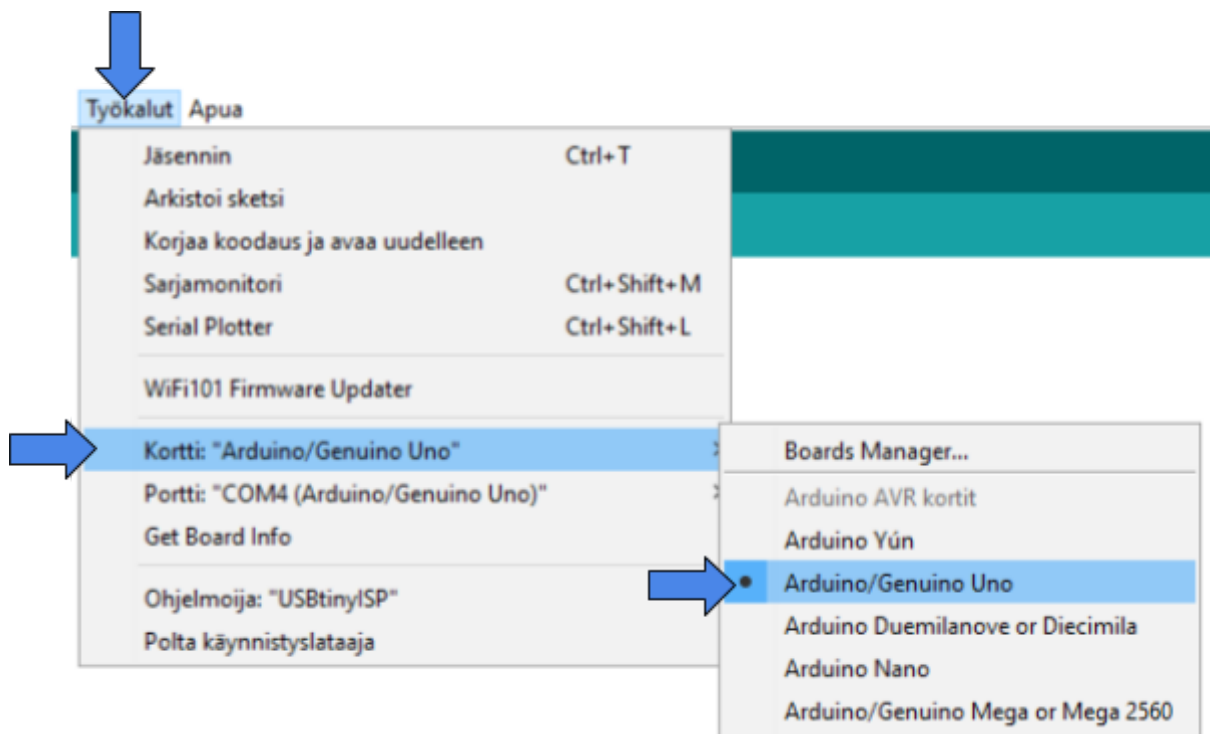 Työkalut Apua
Jäsennin Ctrl+T
Arkistoi sketsi
Korjaa koodaus ja avaa uudelleen
Sarjamonitori Ctrl+Shift+M
Serial Plotter Ctrl+Shift+L
WiFi101 Firmware Updater
Kortti: "Arduino/Genuino Uno"
Portti: "COM4 (Arduino/Genuino Uno)"
Get Board Info
Ohjelmoija: "USBtinyISP"
Polta käynnistyslataaja
Boards Manager...
Arduino AVR kortit
Arduino Yún
Arduino/Genuino Uno
Arduino Duemilanove or Diecimila
Arduino Nano
Arduino/Genuino Mega or Mega 2560